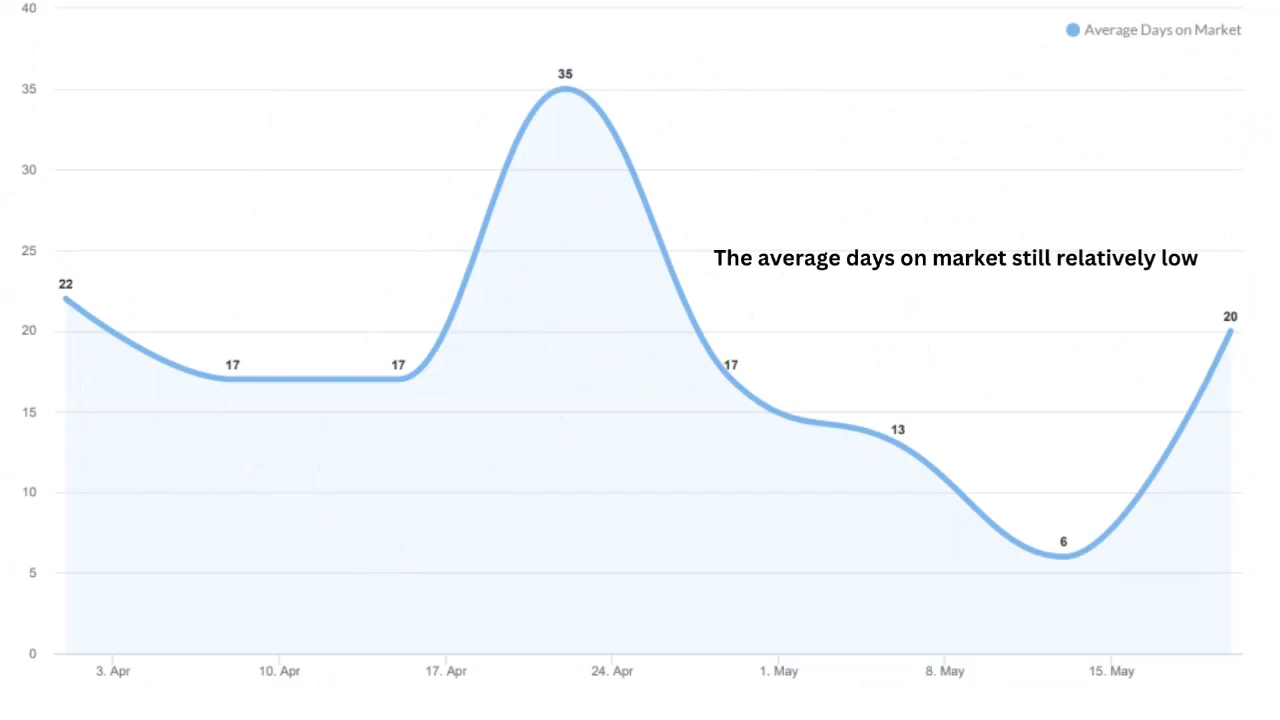 40
Average Days on Market
35
35
30
25
The average days on market still relatively low
22
20
20
17
17
17
15
13
10
6
5
0
3. Apr
10. Apr
17. Apr
24. Apr
1. May
8. May
15. May